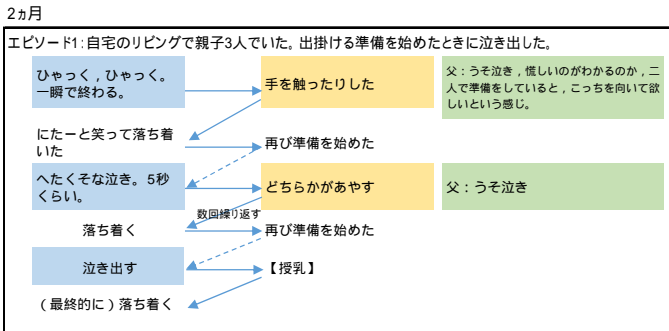 2ヵ月
エピソード1：自宅のリビングで親子3人でいた。出掛ける準備を始めたときに泣き出した。
ひゃっく，ひゃっく。
一瞬で終わる。
手を触ったりした
父：うそ泣き，慌しいのがわかるのか，二
人で準備をしていると，こっちを向いて欲
しいという感じ。
にたーと笑って落ち着
いた
再び準備を始めた
へたくそな泣き。5秒
くらい。
どちらかがあやす
父：うそ泣き
数回繰り返す
落ち着く
再び準備を始めた
泣き出す
【授乳】
（最終的に）落ち着く